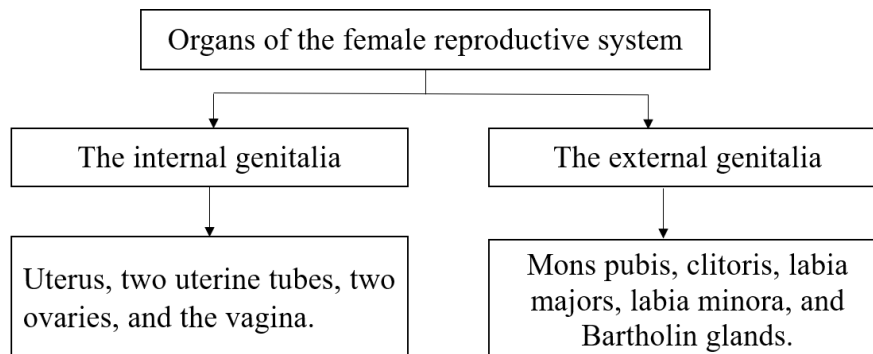 Organs of the female reproductive system
The internal genitalia
The external genitalia
Uterus, two uterine tubes, two
ovaries, and the vagina.
Mons pubis, clitoris, labia
majors, labia minora, and
Bartholin glands.